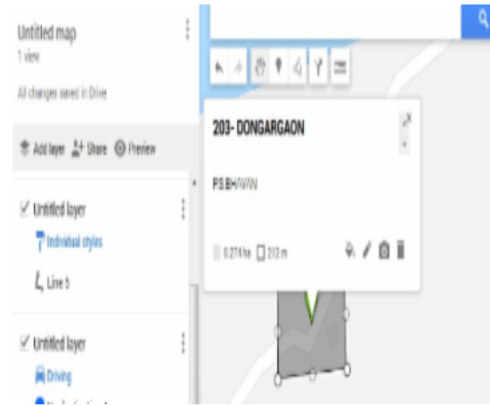 Untitled map
1 view
All changes saved in Drive
Add layer Share Preview
Untitled layer
Individual styles
Line 5
Untitled layer
Driving
203- DONGARGAON
P.S.BHAVAN
0.274 ha 212 m